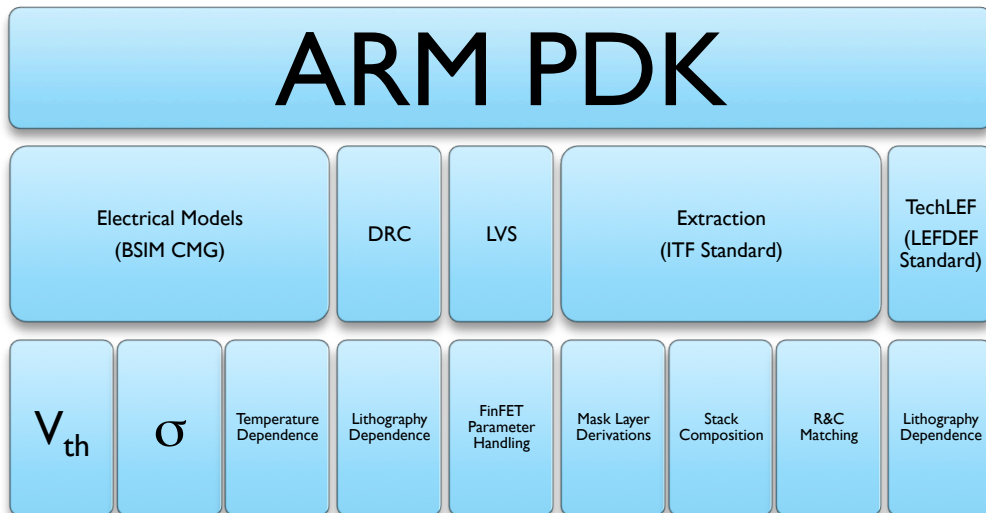 ARM PDK
Electrical Models
(BSIM CMG)
DRC
LVS
Extraction
(ITF Standard)
TechLEF
(LEFDEF
Standard)
Vth
σ
Temperature
Dependence
Lithography
Dependence
FinFET
Parameter
Handling
Mask Layer
Derivations
Stack
Composition
R&C
Matching
Lithography
Dependence